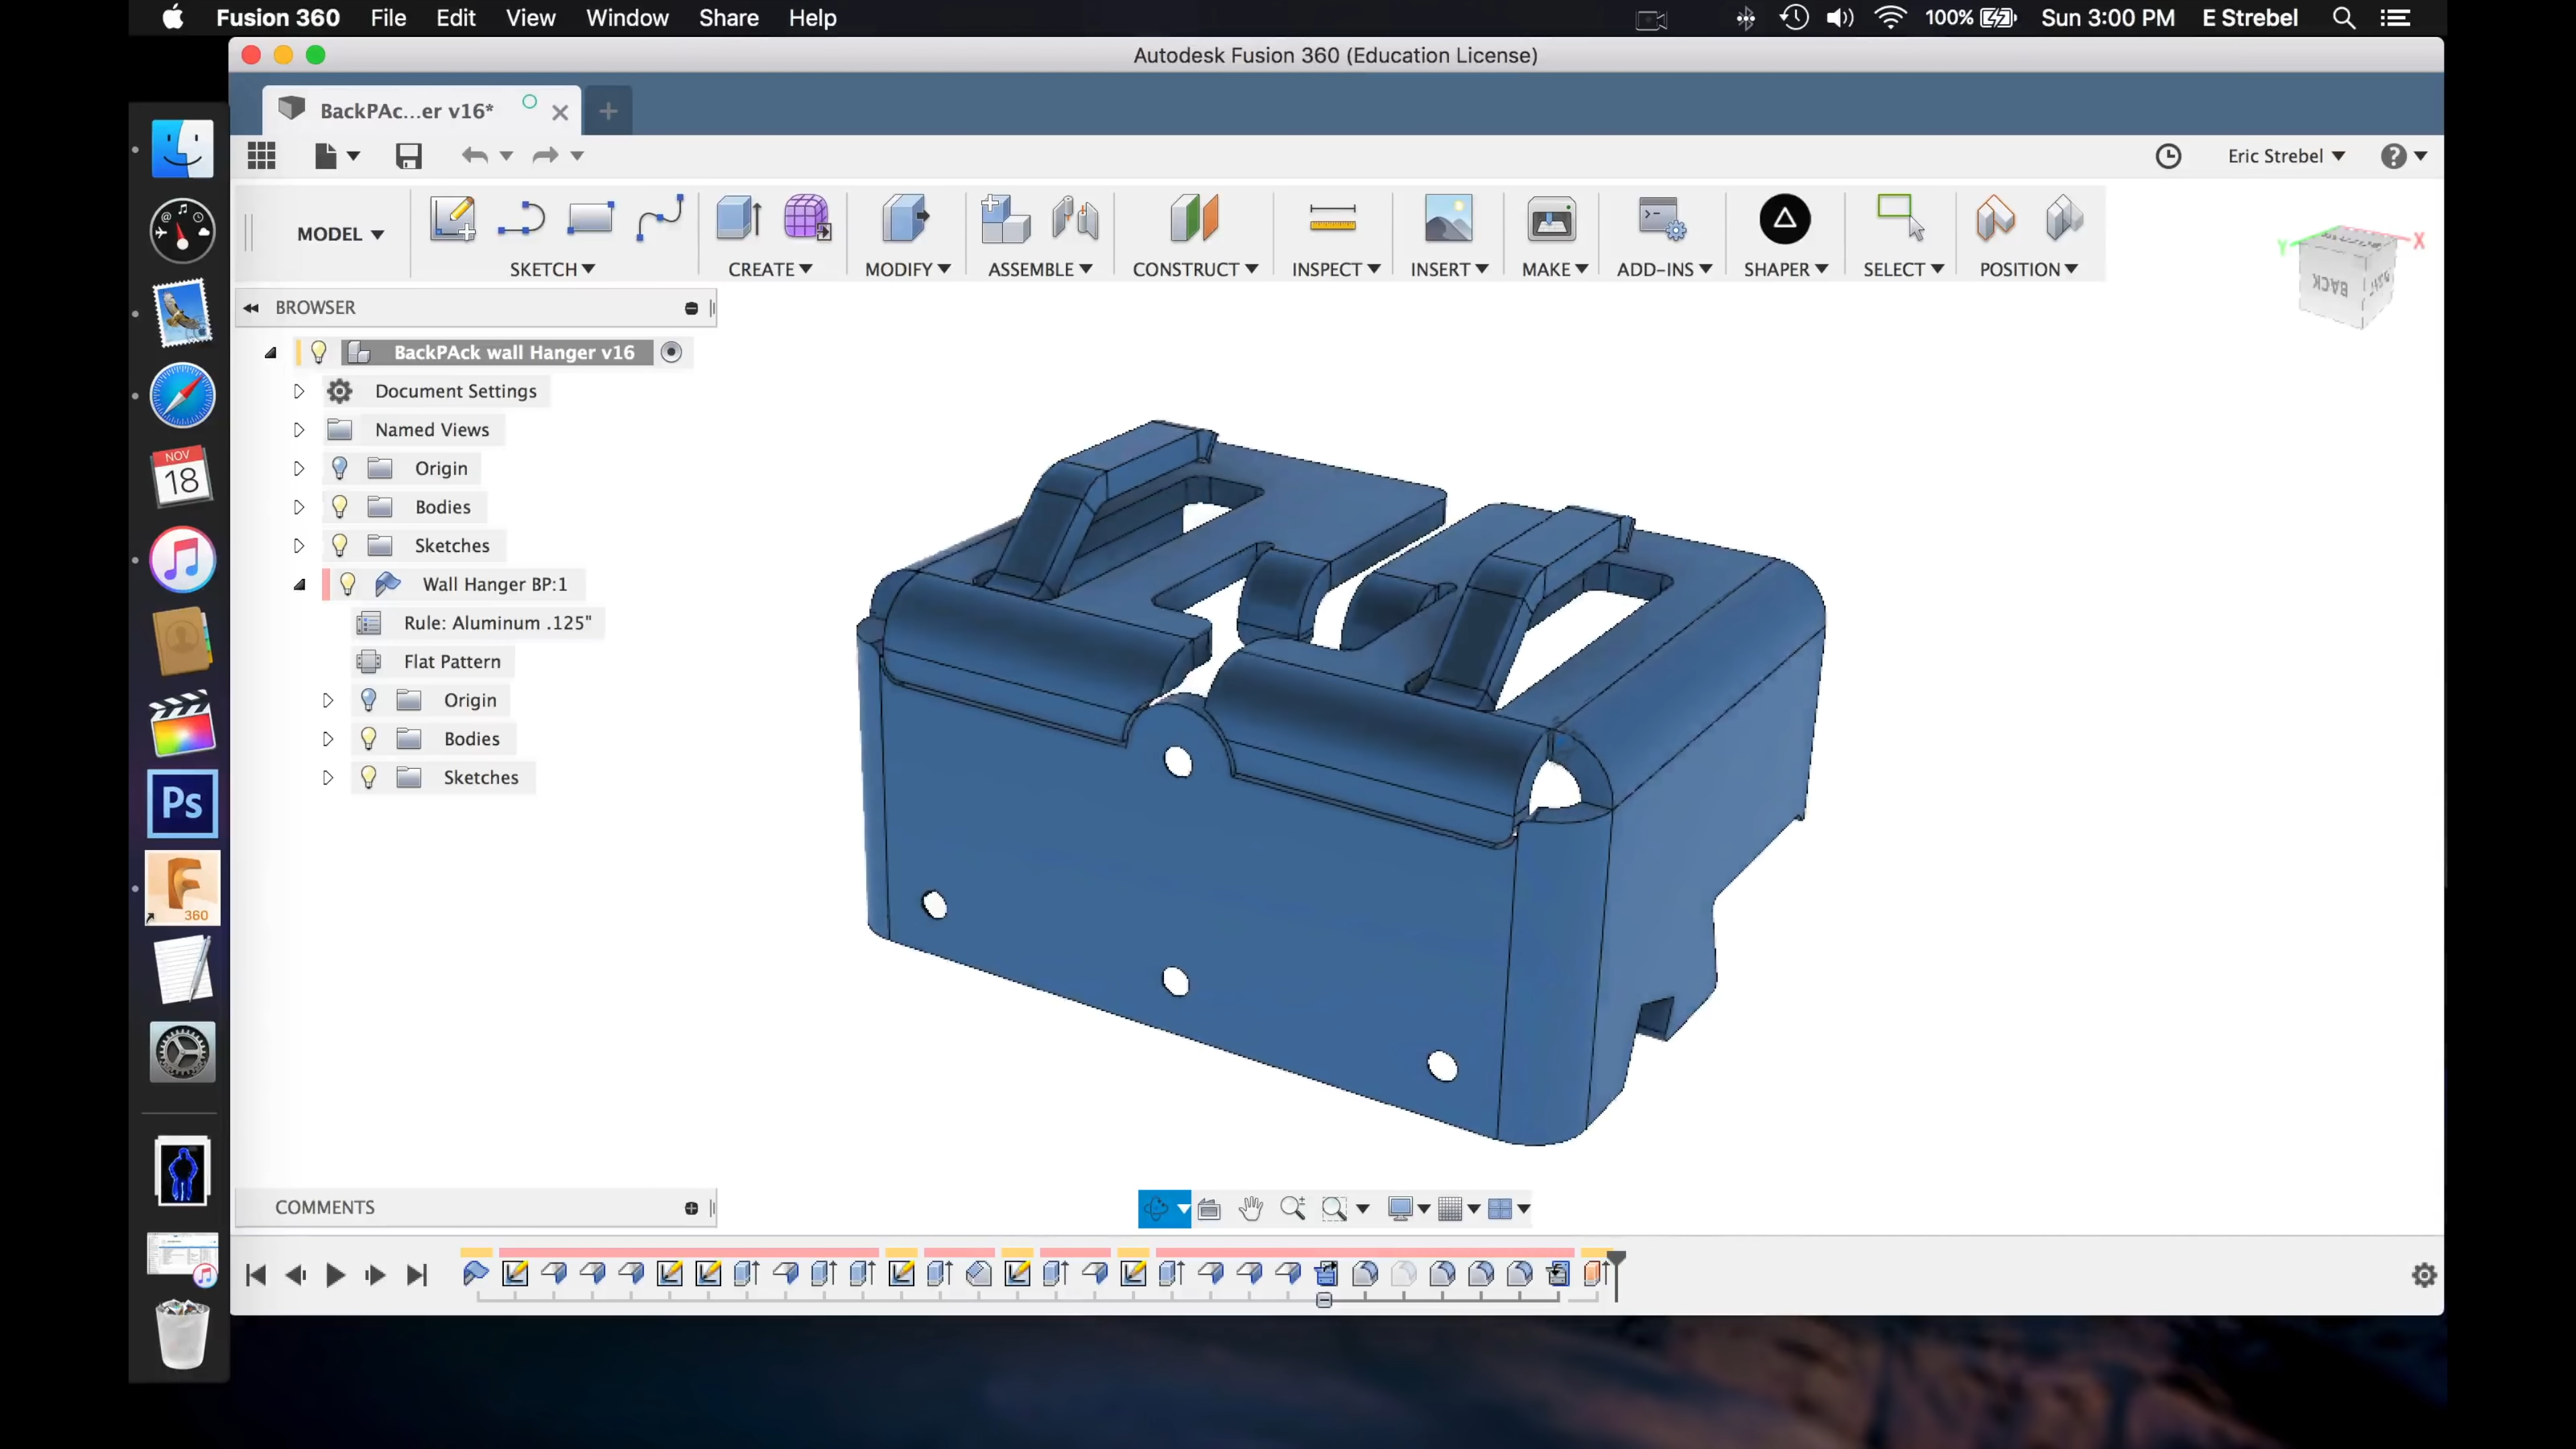 Fusion 360 File Edit View Window Share Help 100% Sun 3:00 PM E Strebel
Autodesk Fusion 360 (Education License)
BackPAc...er v16*
Eric Strebel
MODEL SKETCH CREATE MODIFY ASSEMBLE CONSTRUCT INSPECT INSERT MAKE ADD-INS SHAPER SELECT POSITION
Y X
BACK
BROWSER
BackPAck wall Hanger v16
Document Settings
Named Views
Origin
Bodies
Sketches
Wall Hanger BP:1
Rule: Aluminum .125"
Flat Pattern
Origin
Bodies
Sketches
COMMENTS
NOV
18
Ps
F
360